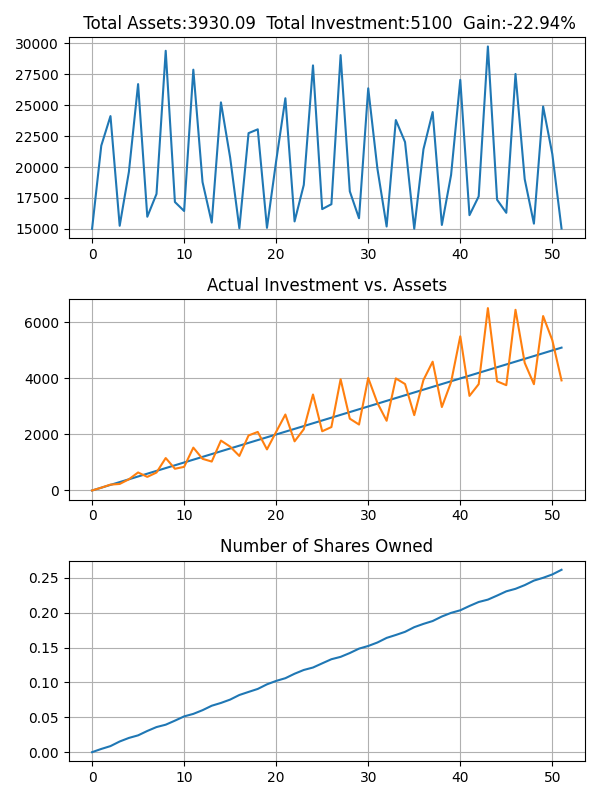 Total Assets:3930.09  Total Investment:5100  Gain:-22.94%
30000
27500
25000
22500
20000
17500
15000
0 10 20 30 40 50
Actual Investment vs. Assets
6000
4000
2000
0
0 10 20 30 40 50
Number of Shares Owned
0.25
0.20
0.15
0.10
0.05
0.00
0 10 20 30 40 50